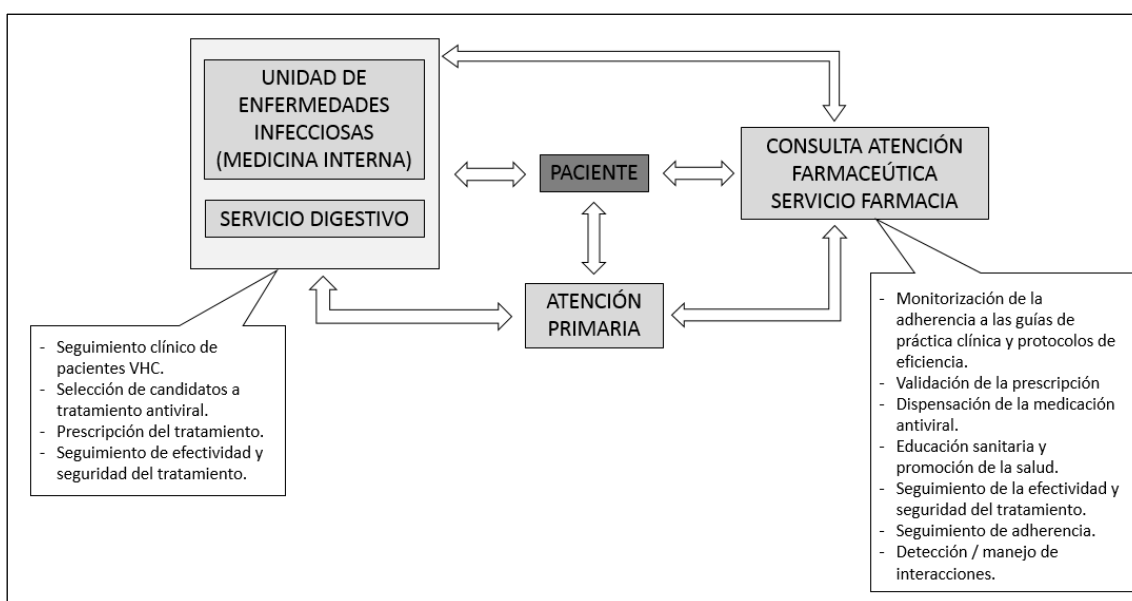 UNIDAD DE
ENFERMEDADES
INFECCIOSAS
(MEDICINA INTERNA)
SERVICIO DIGESTIVO
PACIENTE
CONSULTA ATENCIÓN
FARMACEÚTICA
SERVICIO FARMACIA
ATENCIÓN
PRIMARIA
- Seguimiento clínico de
pacientes VHC.
- Selección de candidatos a
tratamiento antiviral.
- Prescripción del tratamiento.
- Seguimiento de efectividad y
seguridad del tratamiento.
- Monitorización de la
adherencia a las guías de
práctica clínica y protocolos de
eficiencia.
- Validación de la prescripción
- Dispensación de la medicación
antiviral.
- Educación sanitaria y
promoción de la salud.
- Seguimiento de la efectividad y
seguridad del tratamiento.
- Seguimiento de adherencia.
- Detección / manejo de
interacciones.